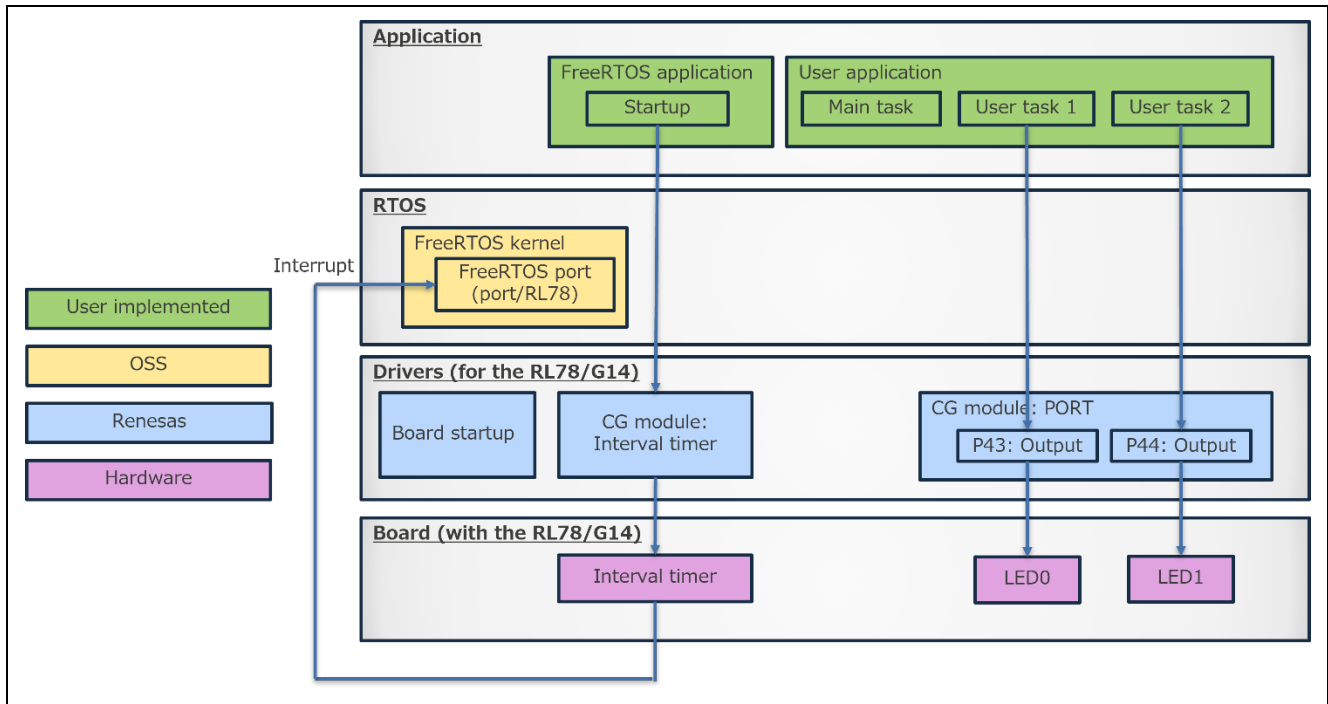 Application
FreeRTOS application
Startup
User application
Main task
User task 1
User task 2
RTOS
FreeRTOS kernel
FreeRTOS port
(port/RL78)
Interrupt
User implemented
OSS
Renesas
Hardware
Drivers (for the RL78/G14)
Board startup
CG module:
Interval timer
CG module: PORT
P43: Output
P44: Output
Board (with the RL78/G14)
Interval timer
LED0
LED1